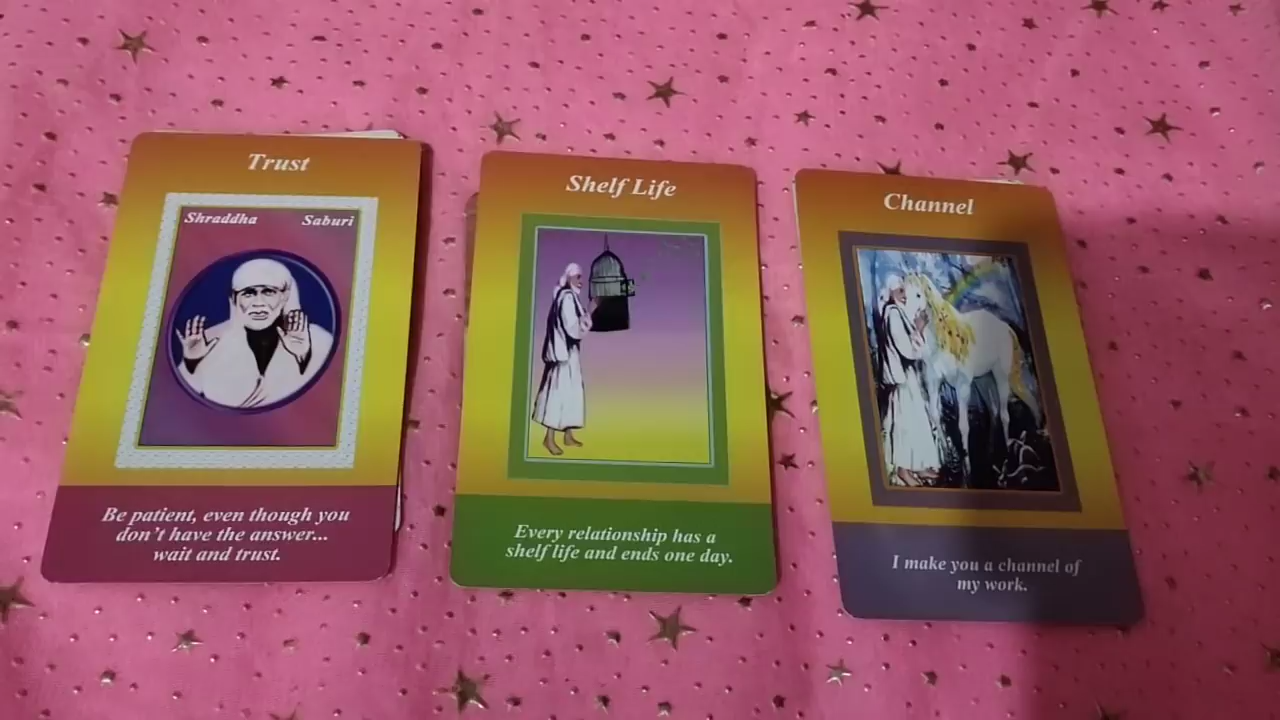 Trust
Shraddha Saburi
Be patient, even though you
don't have the answer...
wait and trust.
Shelf Life
Every relationship has a
shelf life and ends one day.
Channel
I make you a channel of
my work.